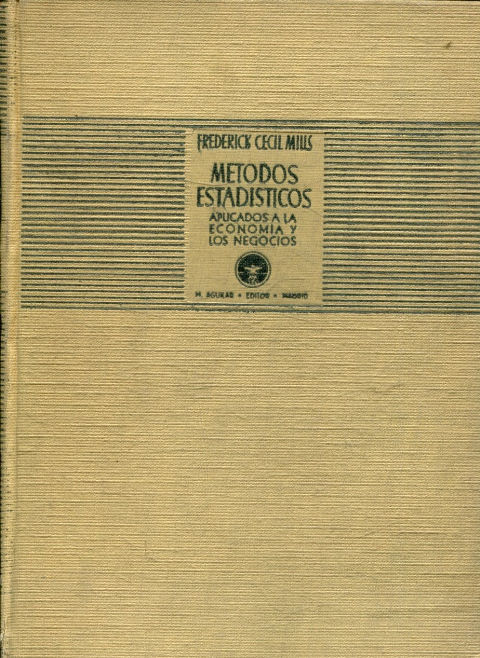 FREDERICK CECIL MILLS
METODOS
ESTADISTICOS
APLICADOS A LA
ECONOMIA Y
LOS NEGOCIOS
M. AGUILAR • EDITOR • MADRID